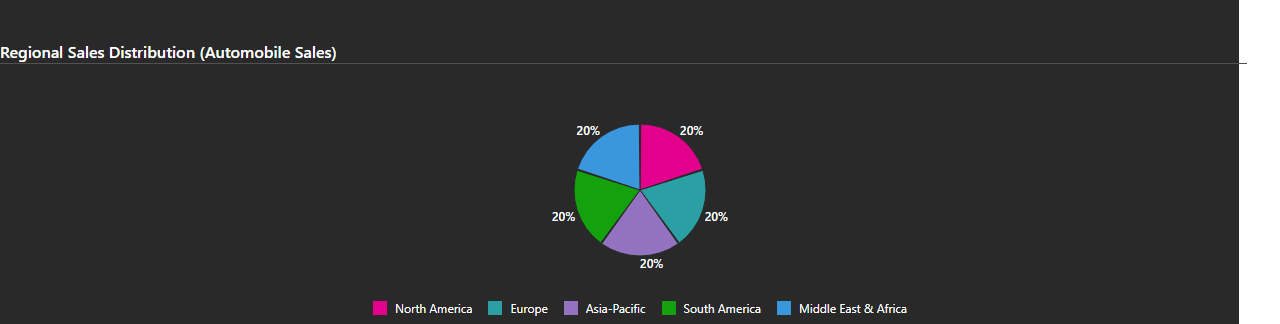 Regional Sales Distribution (Automobile Sales)
20% 20%
20% 20%
20%
North America Europe Asia-Pacific South America Middle East & Africa